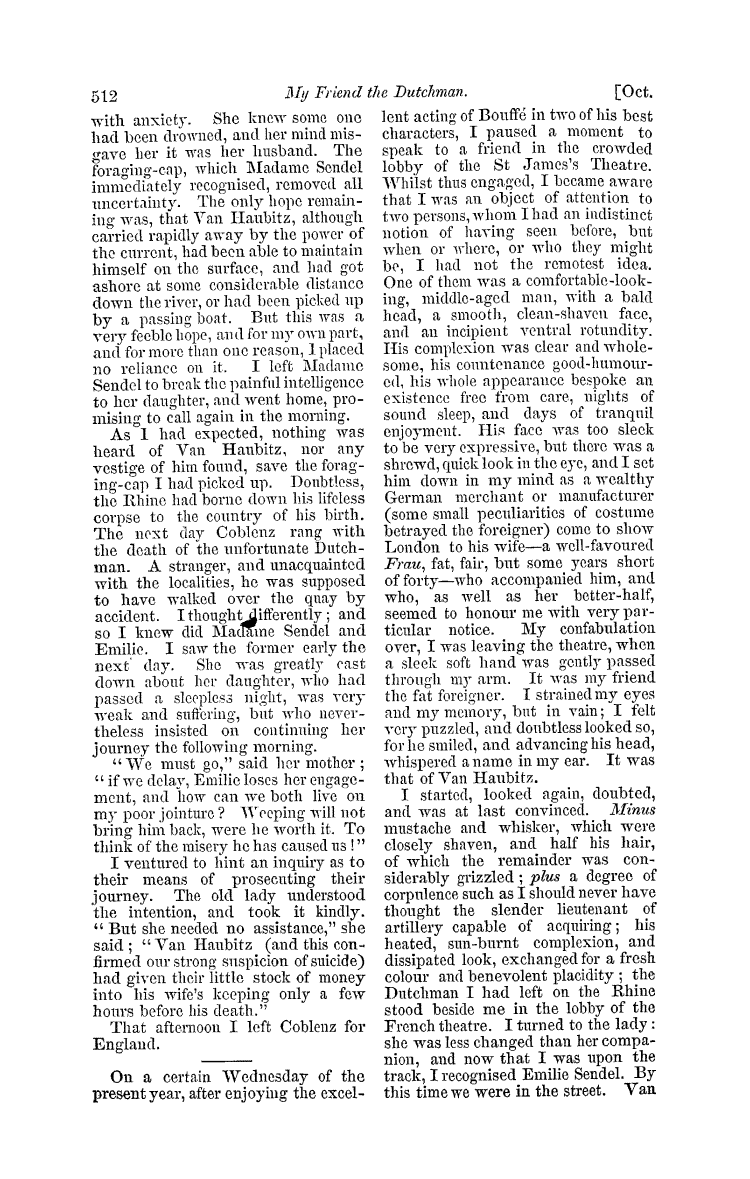 512
My Friend the Dutchman.
[Oct.
with anxiety. She knew some one
had been drowned, and her mind mis-
gave her it was her husband. The
foraging-cap, which Madame Sendel
immediately recognised, removed all
uncertainty. The only hope remain-
ing was, that Van Haubitz, although
carried rapidly away by the power of
the current, had been able to maintain
himself on the surface, and had got
ashore at some considerable distance
down the river, or had been picked up
by a passing boat. But this was a
very feeble hope, and for my own part,
and for more than one reason, I placed
no reliance on it. I left Madame
Sendel to break the painful intelligence
to her daughter, and went home, pro-
mising to call again in the morning.
As I had expected, nothing was
heard of Van Haubitz, nor any
vestige of him found, save the forag-
ing-cap I had picked up. Doubtless,
the Rhine had borne down his lifeless
corpse to the country of his birth.
The next day Coblenz rang with
the death of the unfortunate Dutch-
man. A stranger, and unacquainted
with the localities, he was supposed
to have walked over the quay by
accident. I thought differently; and
so I knew did Madame Sendel and
Emilie. I saw the former early the
next day. She was greatly cast
down about her daughter, who had
passed a sleepless night, was very
weak and suffering, but who never-
theless insisted on continuing her
journey the following morning.
"We must go," said her mother;
"if we delay, Emilie loses her engage-
ment, and how can we both live on
my poor jointure? Weeping will not
bring him back, were he worth it. To
think of the misery he has caused us!"
I ventured to hint an inquiry as to
their means of prosecuting their
journey. The old lady understood
the intention, and took it kindly.
"But she needed no assistance," she
said; "Van Haubitz (and this con-
firmed our strong suspicion of suicide)
had given their little stock of money
into his wife's keeping only a few
hours before his death."
That afternoon I left Coblenz for
England.
On a certain Wednesday of the
present year, after enjoying the excel-
lent acting of Bouffé in two of his best
characters, I paused a moment to
speak to a friend in the crowded
lobby of the St James's Theatre.
Whilst thus engaged, I became aware
that I was an object of attention to
two persons, whom I had an indistinct
notion of having seen before, but
when or where, or who they might
be, I had not the remotest idea.
One of them was a comfortable-look-
ing, middle-aged man, with a bald
head, a smooth, clean-shaven face,
and an incipient ventral rotundity.
His complexion was clear and whole-
some, his countenance good-humour-
ed, his whole appearance bespoke an
existence free from care, nights of
sound sleep, and days of tranquil
enjoyment. His face was too sleek
to be very expressive, but there was a
shrewd, quick look in the eye, and I set
him down in my mind as a wealthy
German merchant or manufacturer
(some small peculiarities of costume
betrayed the foreigner) come to show
London to his wife—a well-favoured
Frau, fat, fair, but some years short
of forty—who accompanied him, and
who, as well as her better-half,
seemed to honour me with very par-
ticular notice. My confabulation
over, I was leaving the theatre, when
a sleek soft hand was gently passed
through my arm. It was my friend
the fat foreigner. I strained my eyes
and my memory, but in vain; I felt
very puzzled, and doubtless looked so,
for he smiled, and advancing his head,
whispered a name in my ear. It was
that of Van Haubitz.
I started, looked again, doubted,
and was at last convinced. Minus
mustache and whisker, which were
closely shaven, and half his hair,
of which the remainder was con-
siderably grizzled; plus a degree of
corpulence such as I should never have
thought the slender lieutenant of
artillery capable of acquiring; his
heated, sun-burnt complexion, and
dissipated look, exchanged for a fresh
colour and benevolent placidity; the
Dutchman I had left on the Rhine
stood beside me in the lobby of the
French theatre. I turned to the lady:
she was less changed than her compa-
nion, and now that I was upon the
track, I recognised Emilie Sendel. By
this time we were in the street. Van